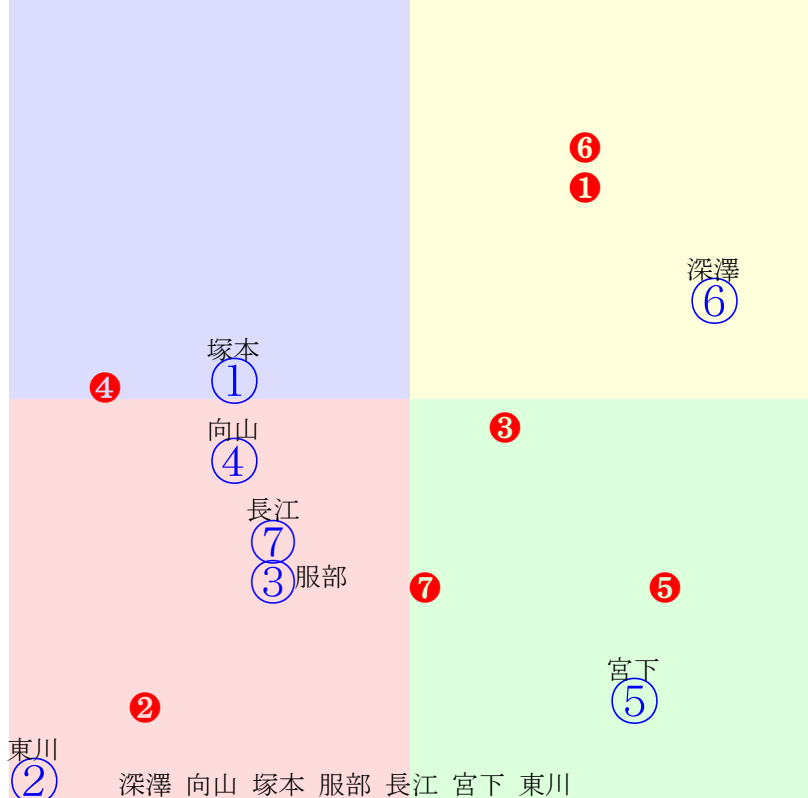 ❻
❶
深澤
⑥
塚本
①
❹
向山
④
❸
長江
⑦
③服部
❼
❺
宮下
⑤
❷
東川
②
深澤 向山 塚本 服部 長江 宮下 東川